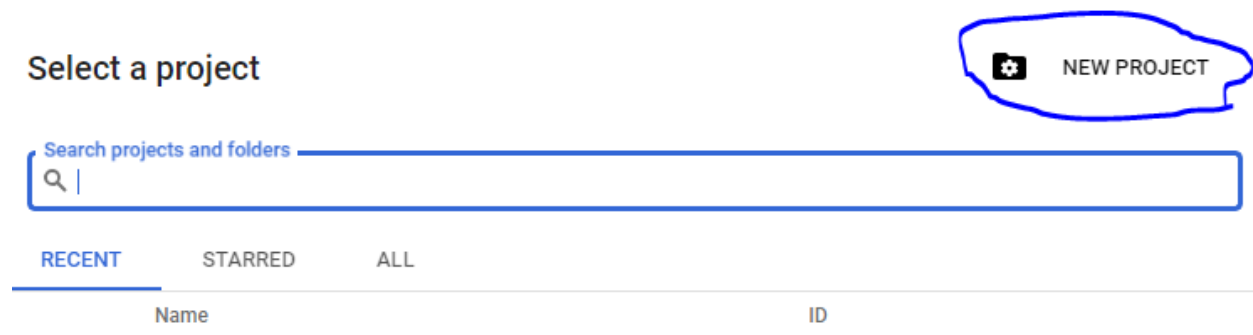 Select a project
NEW PROJECT
Search projects and folders
RECENT STARRED ALL
Name ID